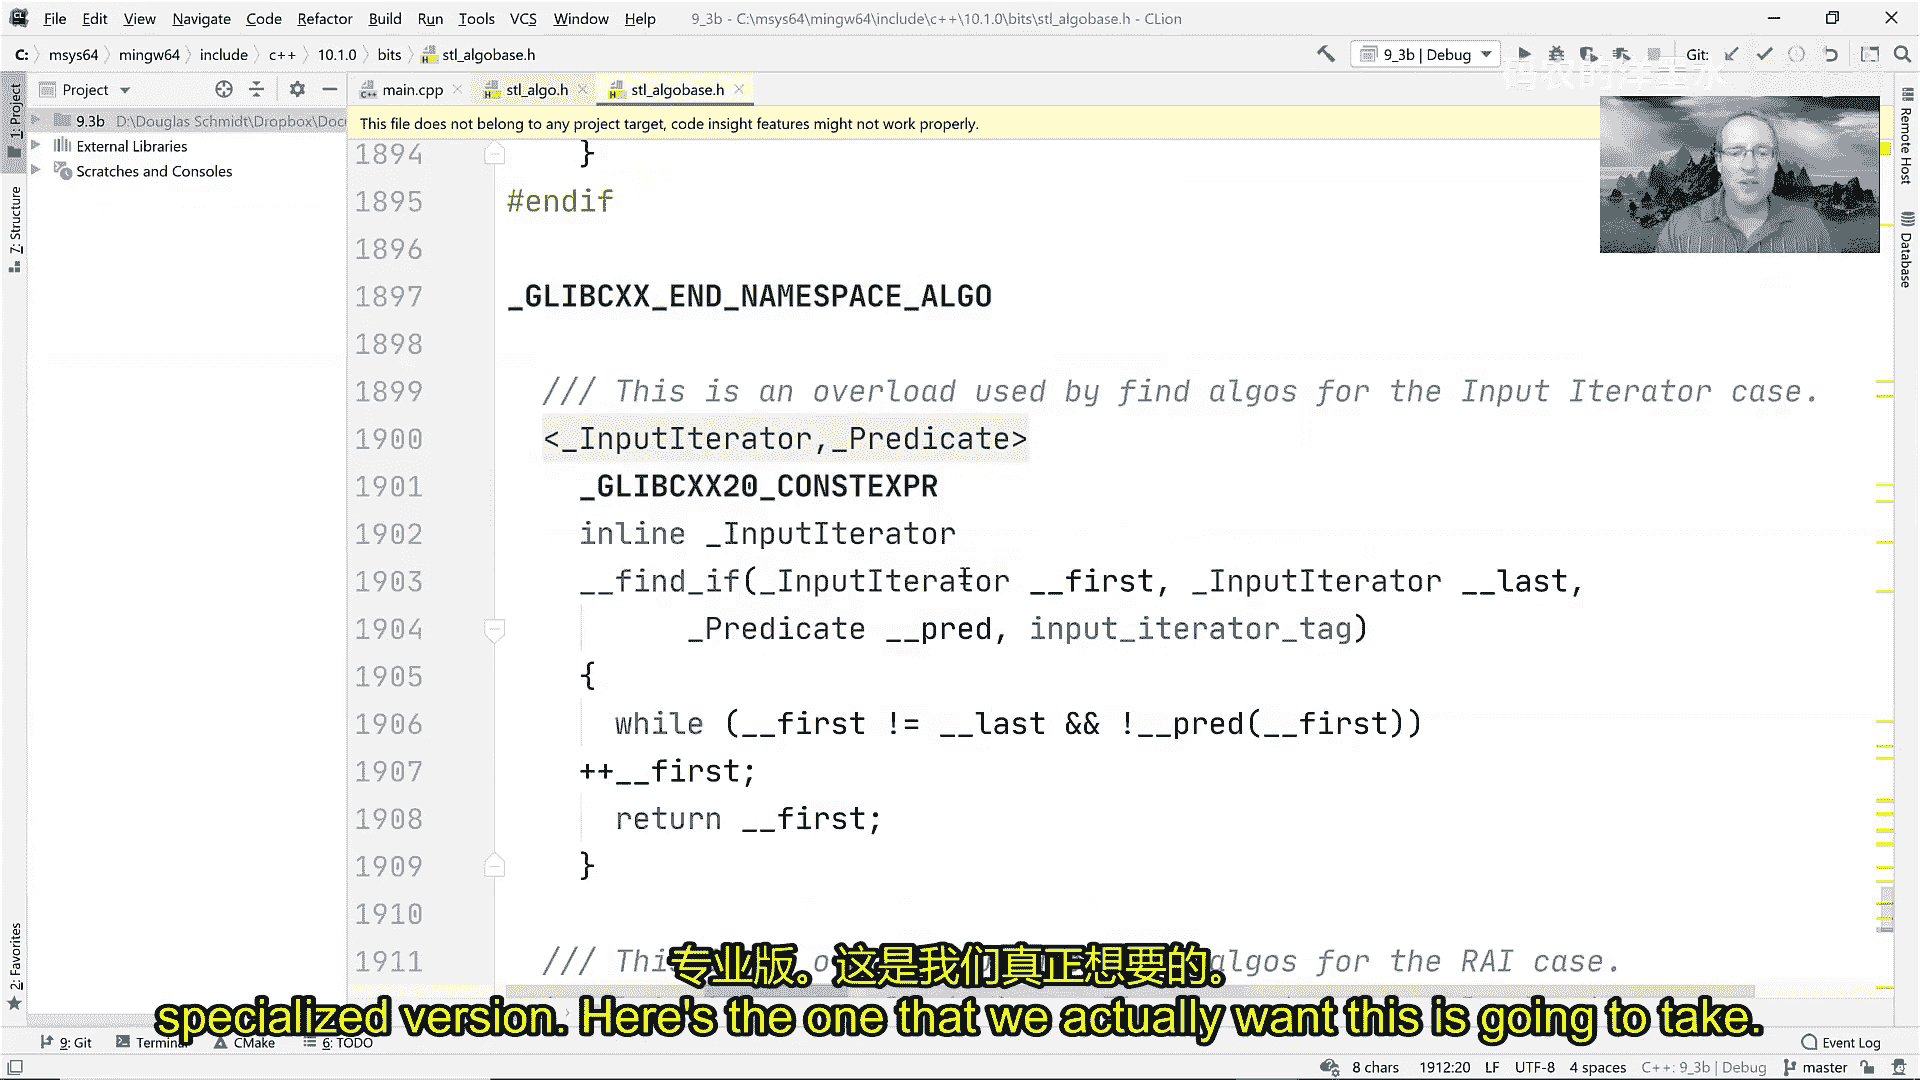 File Edit View Navigate Code Refactor Build Run Tools VCS Window Help 9_3b - C:\msys64\mingw64\include\c++\10.1.0\bits\stl_algobase.h - CLion
C: msys64 mingw64 include c++ 10.1.0 bits stl_algobase.h 9_3b | Debug Git:
码农的洋墨水
1: Project
Project
main.cpp stl_algo.h stl_algobase.h
9.3b D:\Douglas Schmidt\Dropbox\Doc
External Libraries
Scratches and Consoles
This file does not belong to any project target, code insight features might not work properly.
1894 }
1895 #endif
1896
1897 _GLIBCXX_END_NAMESPACE_ALGO
1898
1899 /// This is an overload used by find algos for the Input Iterator case.
1900 <_InputIterator,_Predicate>
1901 _GLIBCXX20_CONSTEXPR
1902 inline _InputIterator
1903 __find_if(_InputIterator __first, _InputIterator __last,
1904 _Predicate __pred, input_iterator_tag)
1905 {
1906 while (__first != __last && !__pred(__first))
1907 ++__first;
1908 return __first;
1909 }
1910
1911 /// This o algos for the RAI case.
Z: Structure
2: Favorites
Remote Host
Database
专业版。这是我们真正想要的。
specialized version. Here's the one that we actually want this is going to take.
9: Git Terminal CMake 6: TODO Event Log
8 chars 1912:20 LF UTF-8 4 spaces C++: 9_3b | Debug master